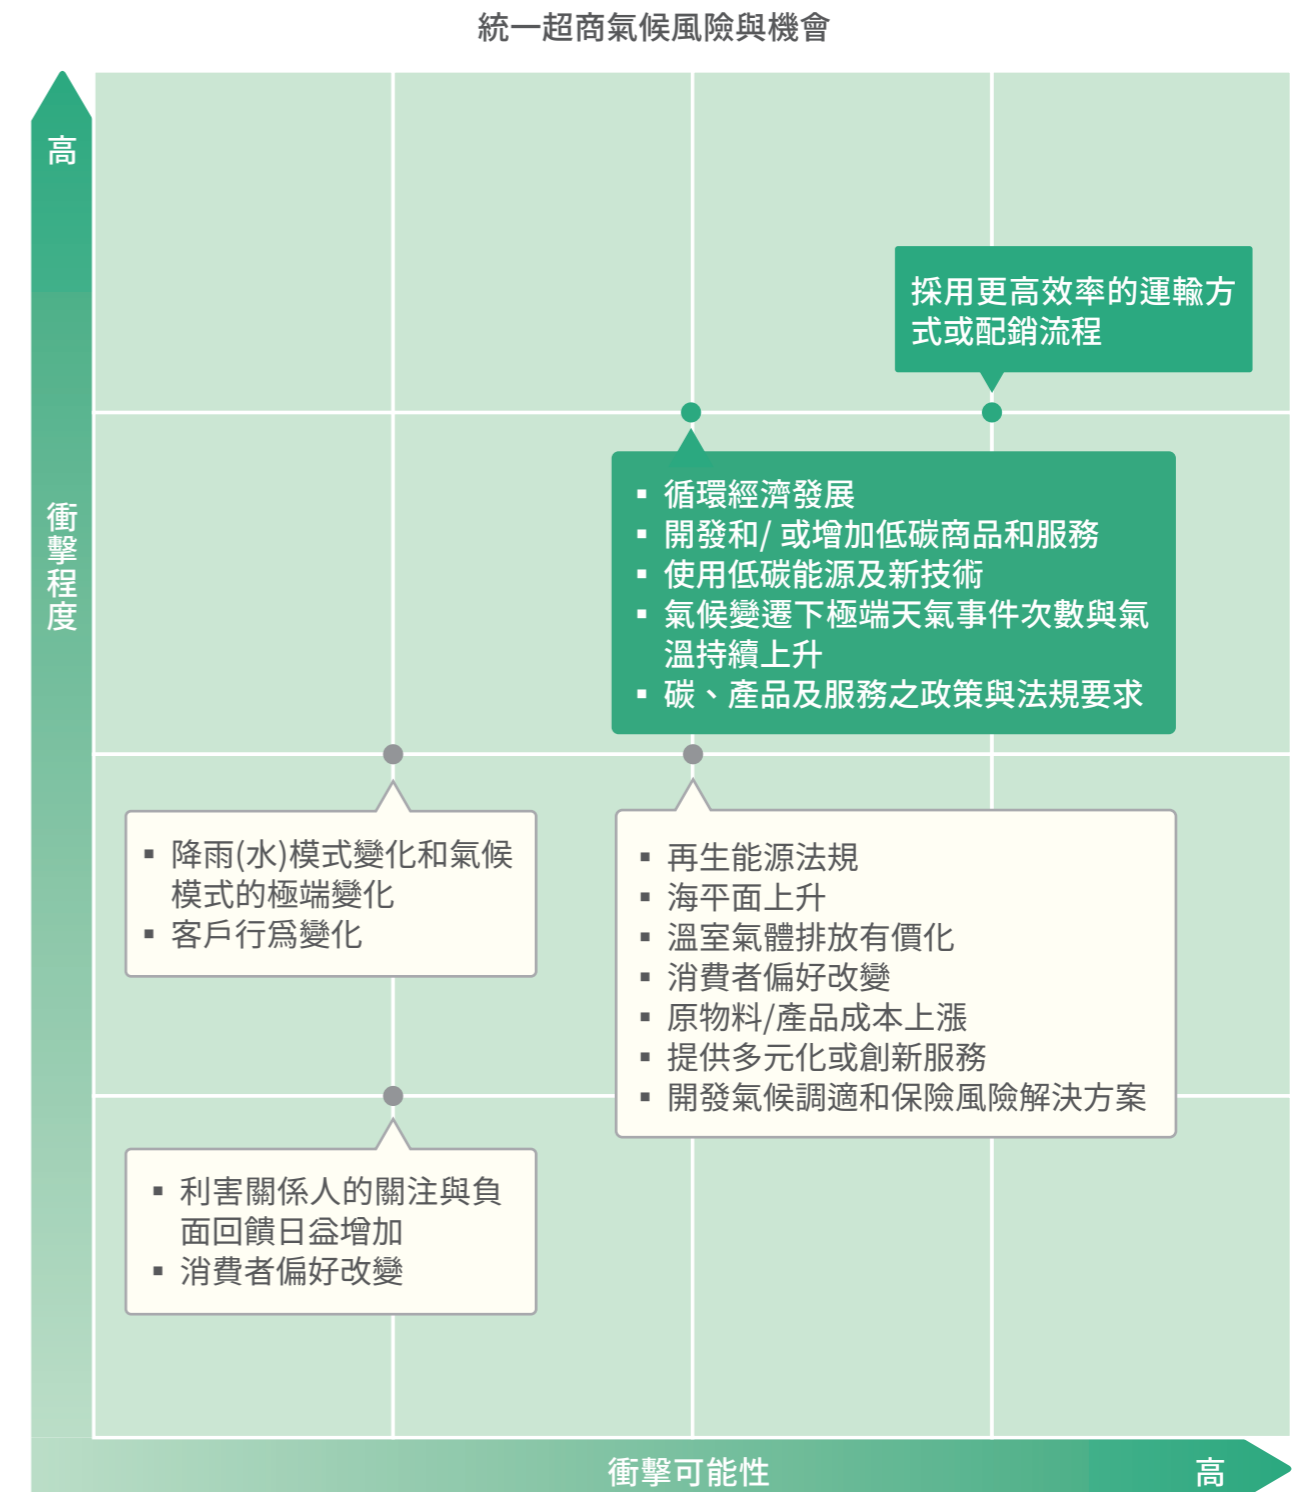 統一超商氣候風險與機會
高
衝擊程度
採用更高效率的運輸方
式或配銷流程
▪ 循環經濟發展
▪ 開發和/ 或增加低碳商品和服務
▪ 使用低碳能源及新技術
▪ 氣候變遷下極端天氣事件次數與氣
溫持續上升
▪ 碳、產品及服務之政策與法規要求
▪ 降雨(水)模式變化和氣候
模式的極端變化
▪ 客戶行爲變化
▪ 再生能源法規
▪ 海平面上升
▪ 溫室氣體排放有價化
▪ 消費者偏好改變
▪ 原物料/產品成本上漲
▪ 提供多元化或創新服務
▪ 開發氣候調適和保險風險解決方案
▪ 利害關係人的關注與負
面回饋日益增加
▪ 消費者偏好改變
衝擊可能性
高